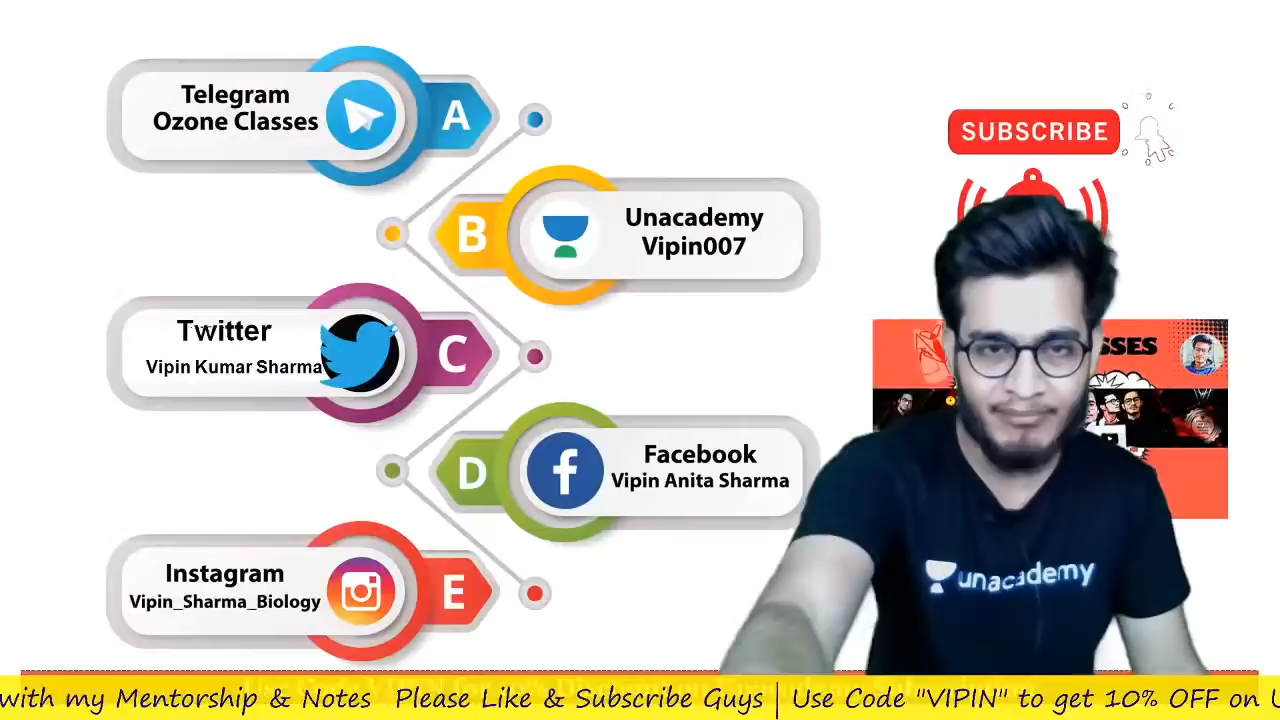 Telegram
Ozone Classes
A
SUBSCRIBE
B
Unacademy
Vipin007
Twitter
Vipin Kumar Sharma
C
SSES
D
Facebook
Vipin Anita Sharma
Instagram
Vipin_Sharma_Biology
E
unacademy
with my Mentorship & Notes Please Like & Subscribe Guys | Use Code "VIPIN" to get 10% OFF on U